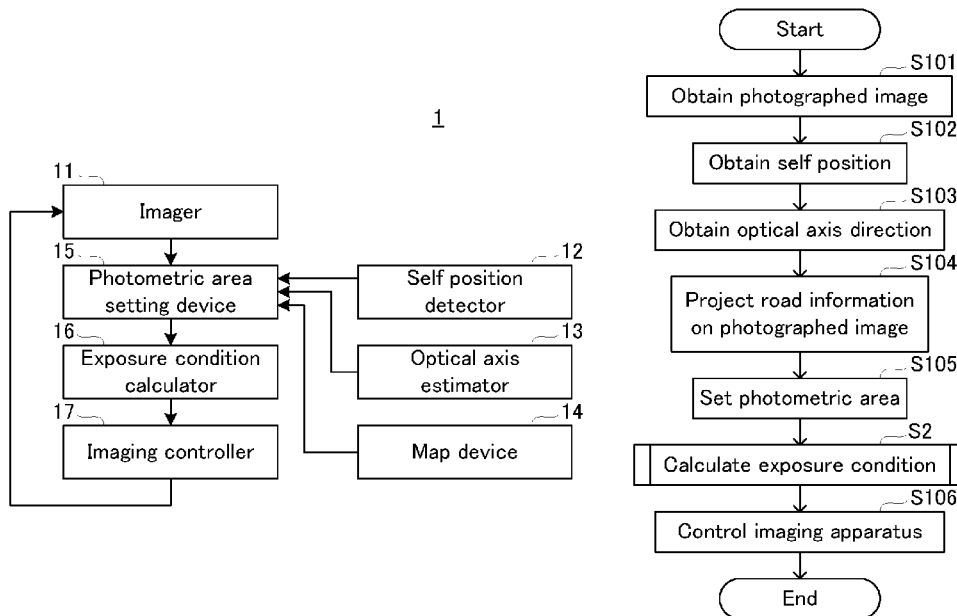 1
11
Imager
15
Photometric area
setting device
16
Exposure condition
calculator
17
Imaging controller
12
Self position
detector
13
Optical axis
estimator
14
Map device
Start
S101
Obtain photographed image
S102
Obtain self position
S103
Obtain optical axis direction
S104
Project road information
on photographed image
S105
Set photometric area
S2
Calculate exposure condition
S106
Control imaging apparatus
End